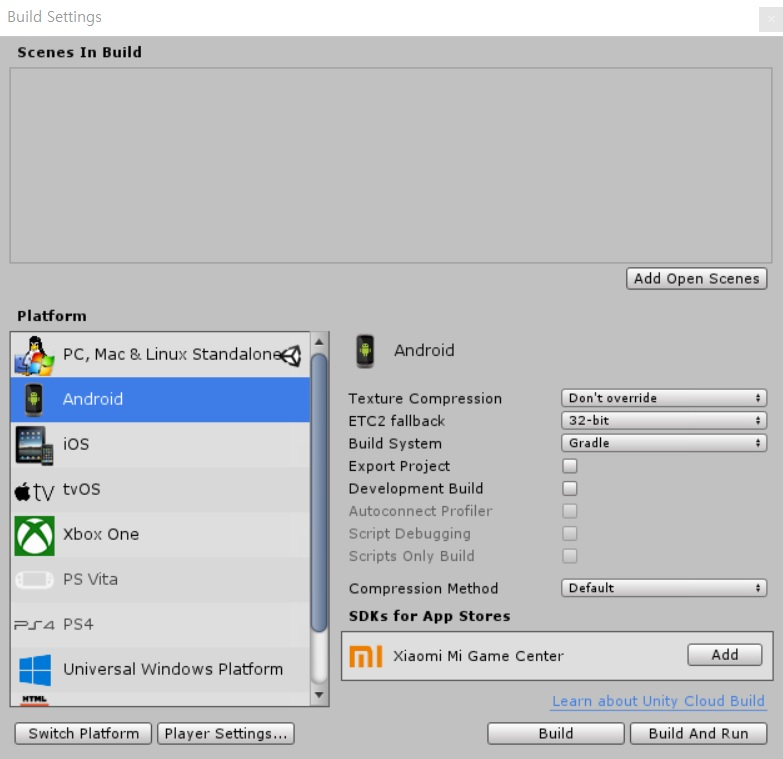 Build Settings
Scenes In Build
Add Open Scenes
Platform
PC, Mac & Linux Standalone
Android
iOS
tv tvOS
Xbox One
PS Vita
PS4 PS4
Universal Windows Platform
HTML
Android
Texture Compression Don't override
ETC2 fallback 32-bit
Build System Gradle
Export Project
Development Build
Autoconnect Profiler
Script Debugging
Scripts Only Build
Compression Method Default
SDKs for App Stores
MI Xiaomi Mi Game Center Add
Learn about Unity Cloud Build
Switch Platform Player Settings... Build Build And Run